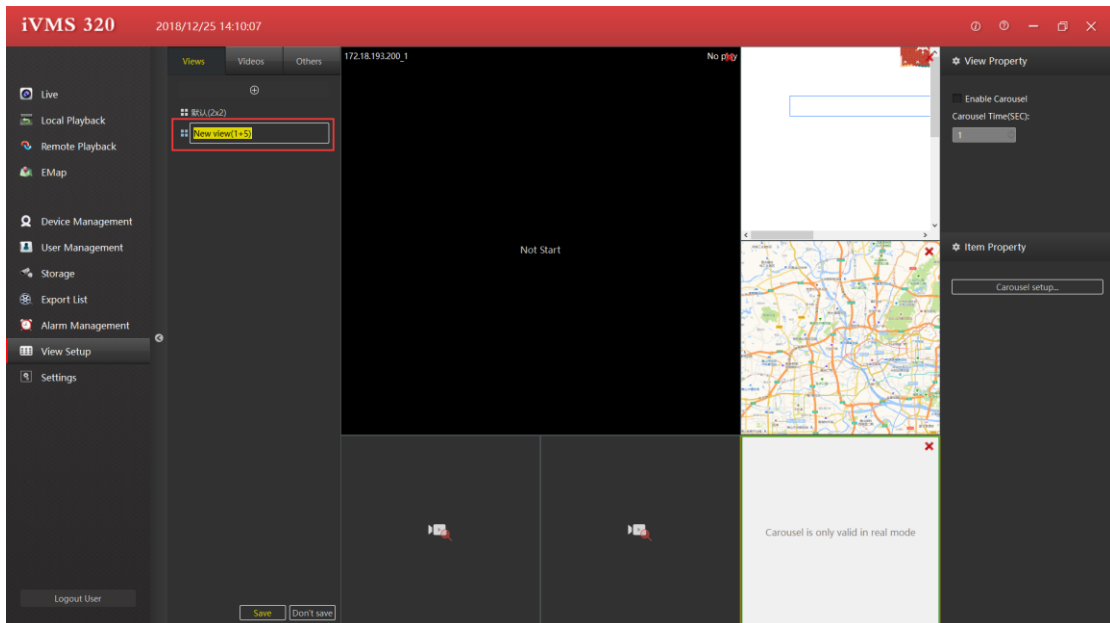 iVMS 320
2018/12/25 14:10:07
Live
Local Playback
Remote Playback
EMap
Device Management
User Management
Storage
Export List
Alarm Management
View Setup
Settings
Logout User
Views Videos Others
默认(2x2)
New view(1+5)
Save Don't save
172.18.193.200_1
Not Start
Carousel is only valid in real mode
View Property
Enable Carousel
Carousel Time(SEC):
1
Item Property
Carousel setup...